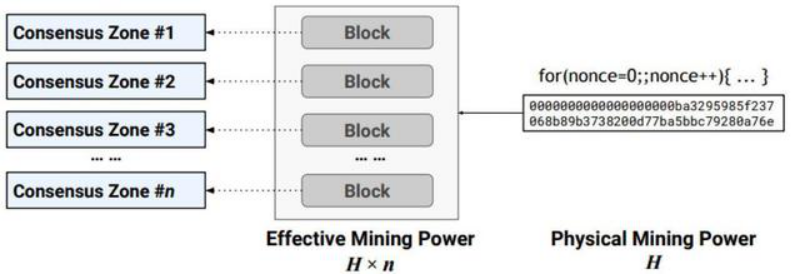 Consensus Zone #1
Block
Consensus Zone #2
Block
Consensus Zone #3
Block
... ...
... ...
Consensus Zone #n
Block
for(nonce=0;;nonce++){ ... }
0000000000000000000ba3295985f237
068b89b3738200d77ba5bbc79280a76e
Effective Mining Power
H × n
Physical Mining Power
H